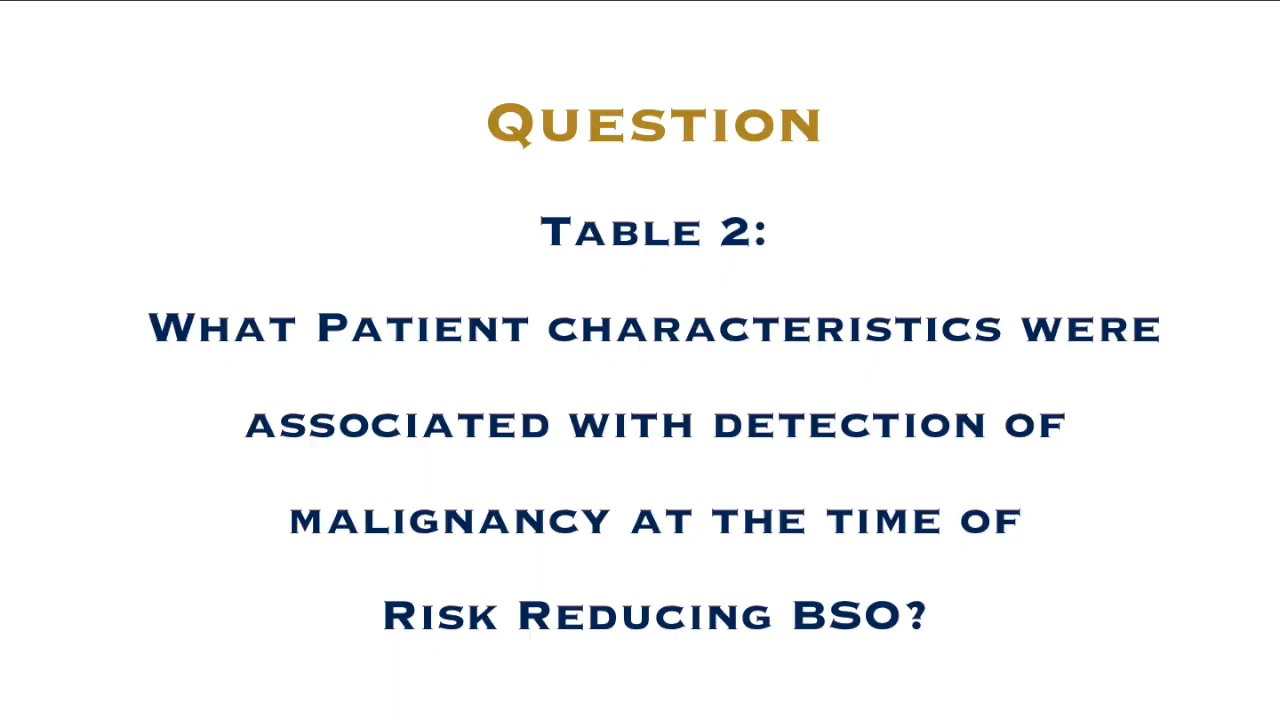 Question
Table 2:
What Patient characteristics were
associated with detection of
malignancy at the time of
Risk Reducing BSO?